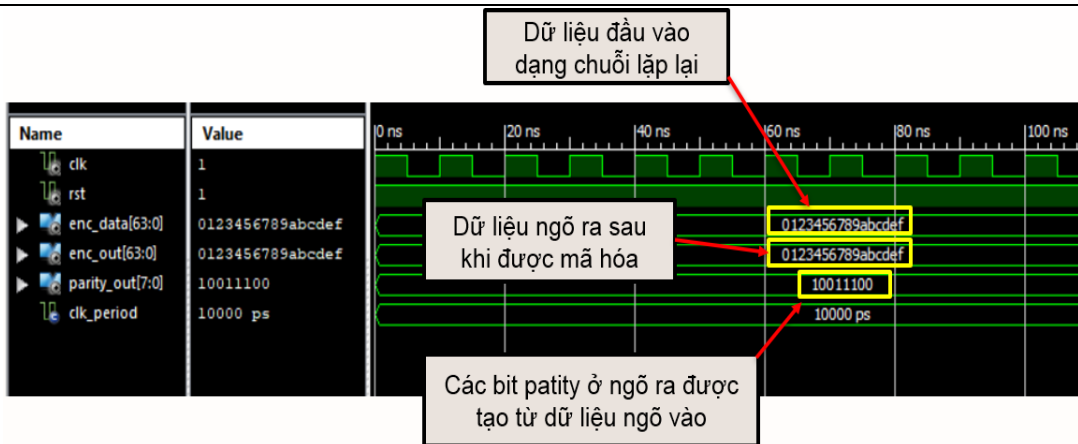 Dữ liệu đầu vào
dạng chuỗi lặp lại
Name Value 0 ns 20 ns 40 ns 60 ns 80 ns 100 ns
clk 1
rst 1
enc_data[63:0] 0123456789abcdef 0123456789abcdef
enc_out[63:0] 0123456789abcdef 0123456789abcdef
parity_out[7:0] 10011100 10011100
clk_period 10000 ps 10000 ps
Dữ liệu ngõ ra sau
khi được mã hóa
Các bit patity ở ngõ ra được
tạo từ dữ liệu ngõ vào